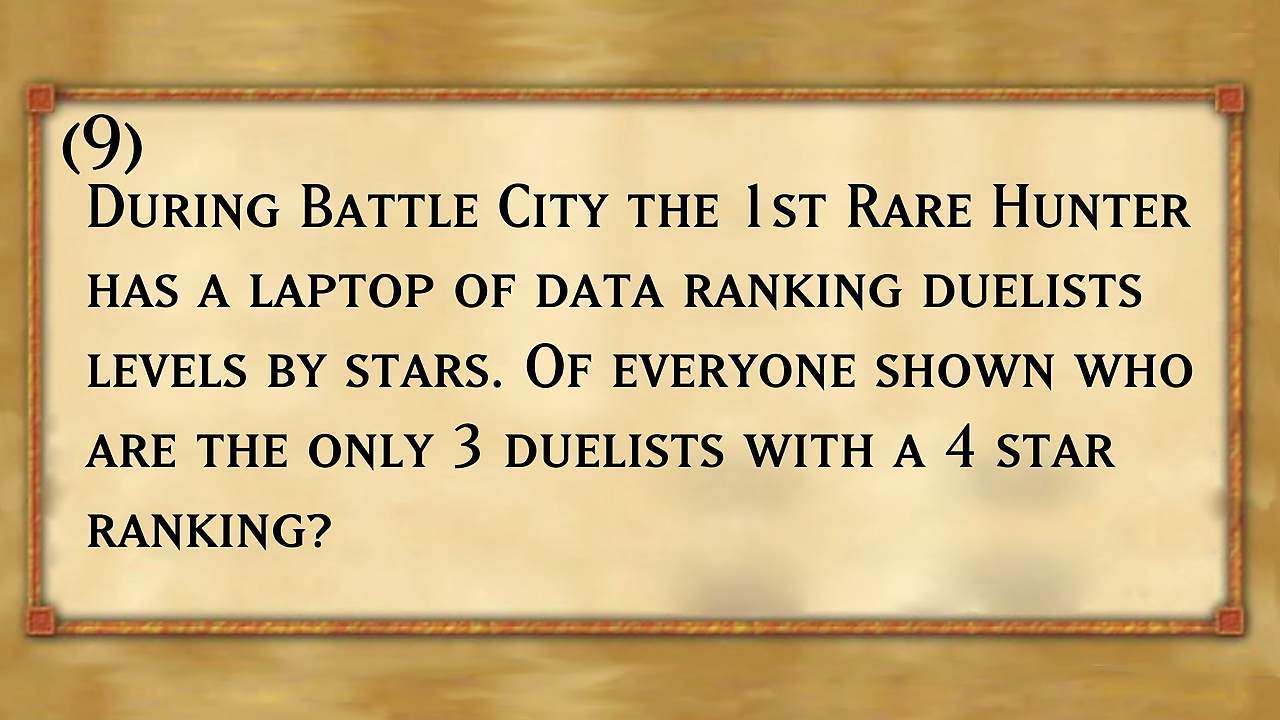 (9)
During Battle City the 1st Rare Hunter
has a laptop of data ranking duelists
levels by stars. Of everyone shown who
are the only 3 duelists with a 4 star
ranking?